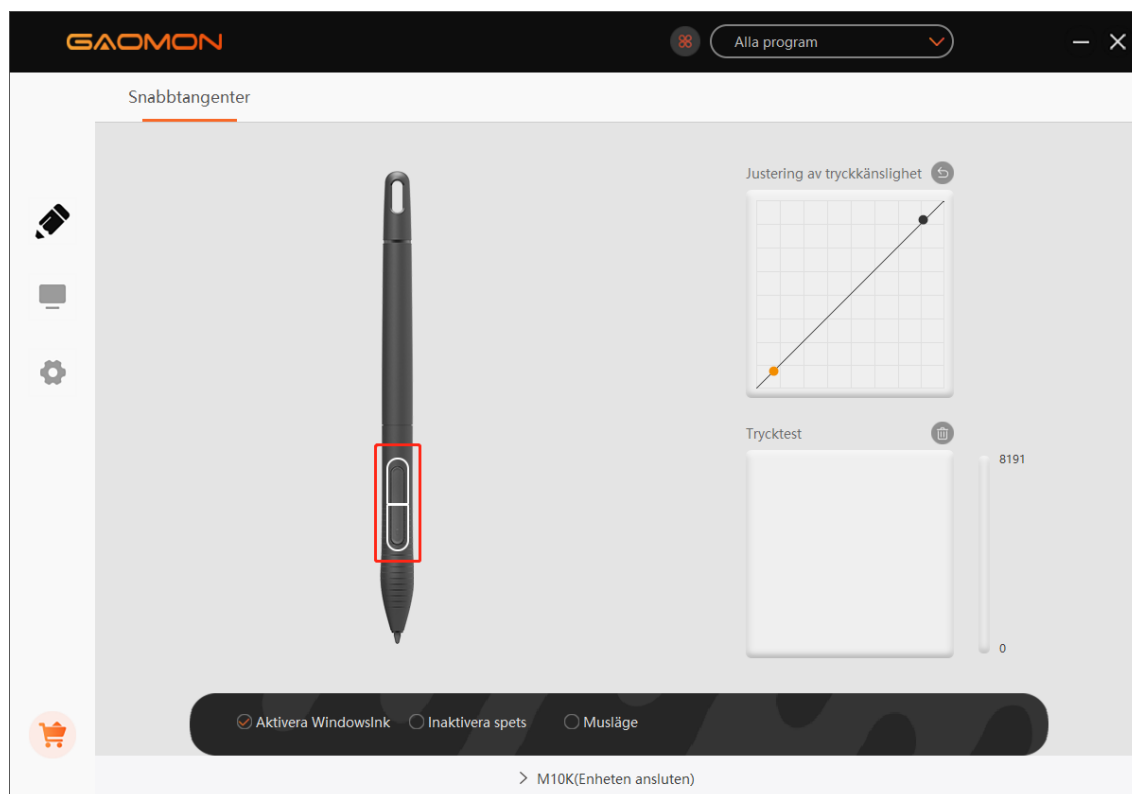 GAOMON
Alla program
Snabbtangenter
Justering av tryckkänslighet
Trycktest
8191
0
Aktivera WindowsInk
Inaktivera spets
Musläge
M10K(Enheten ansluten)